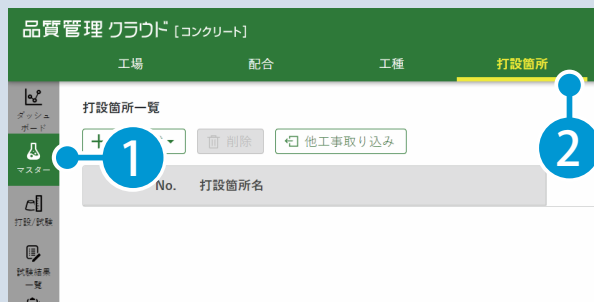 品質管理 クラウド [コンクリート]
工場 配合 工種 打設箇所
ダッシュ
ボード
マスター
打設/試験
試験結果
一覧
打設箇所一覧
+ 削除 他工事取り込み
No. 打設箇所名
1
2